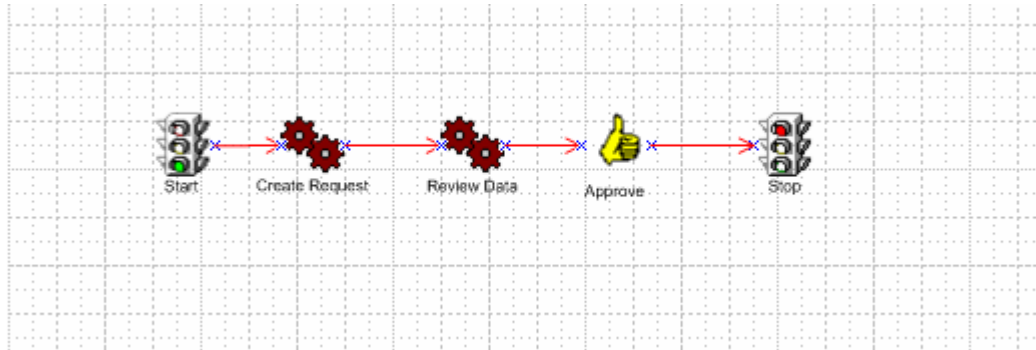 Start
Create Request
Review Data
Approve
Stop